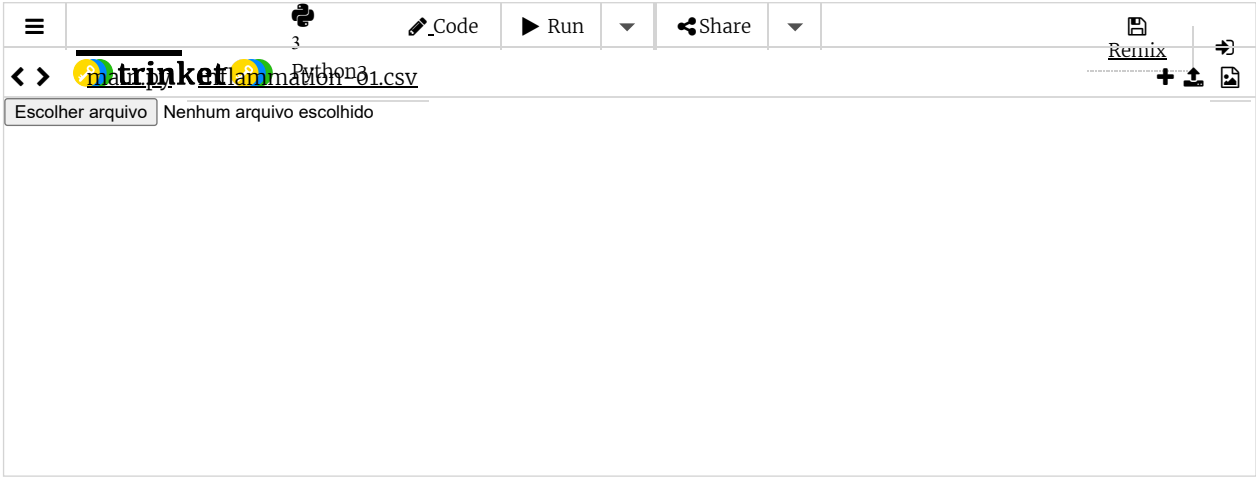 Code Run Share
3
Remix
trinket Python3
main.py inflammation-01.csv
Escolher arquivo Nenhum arquivo escolhido